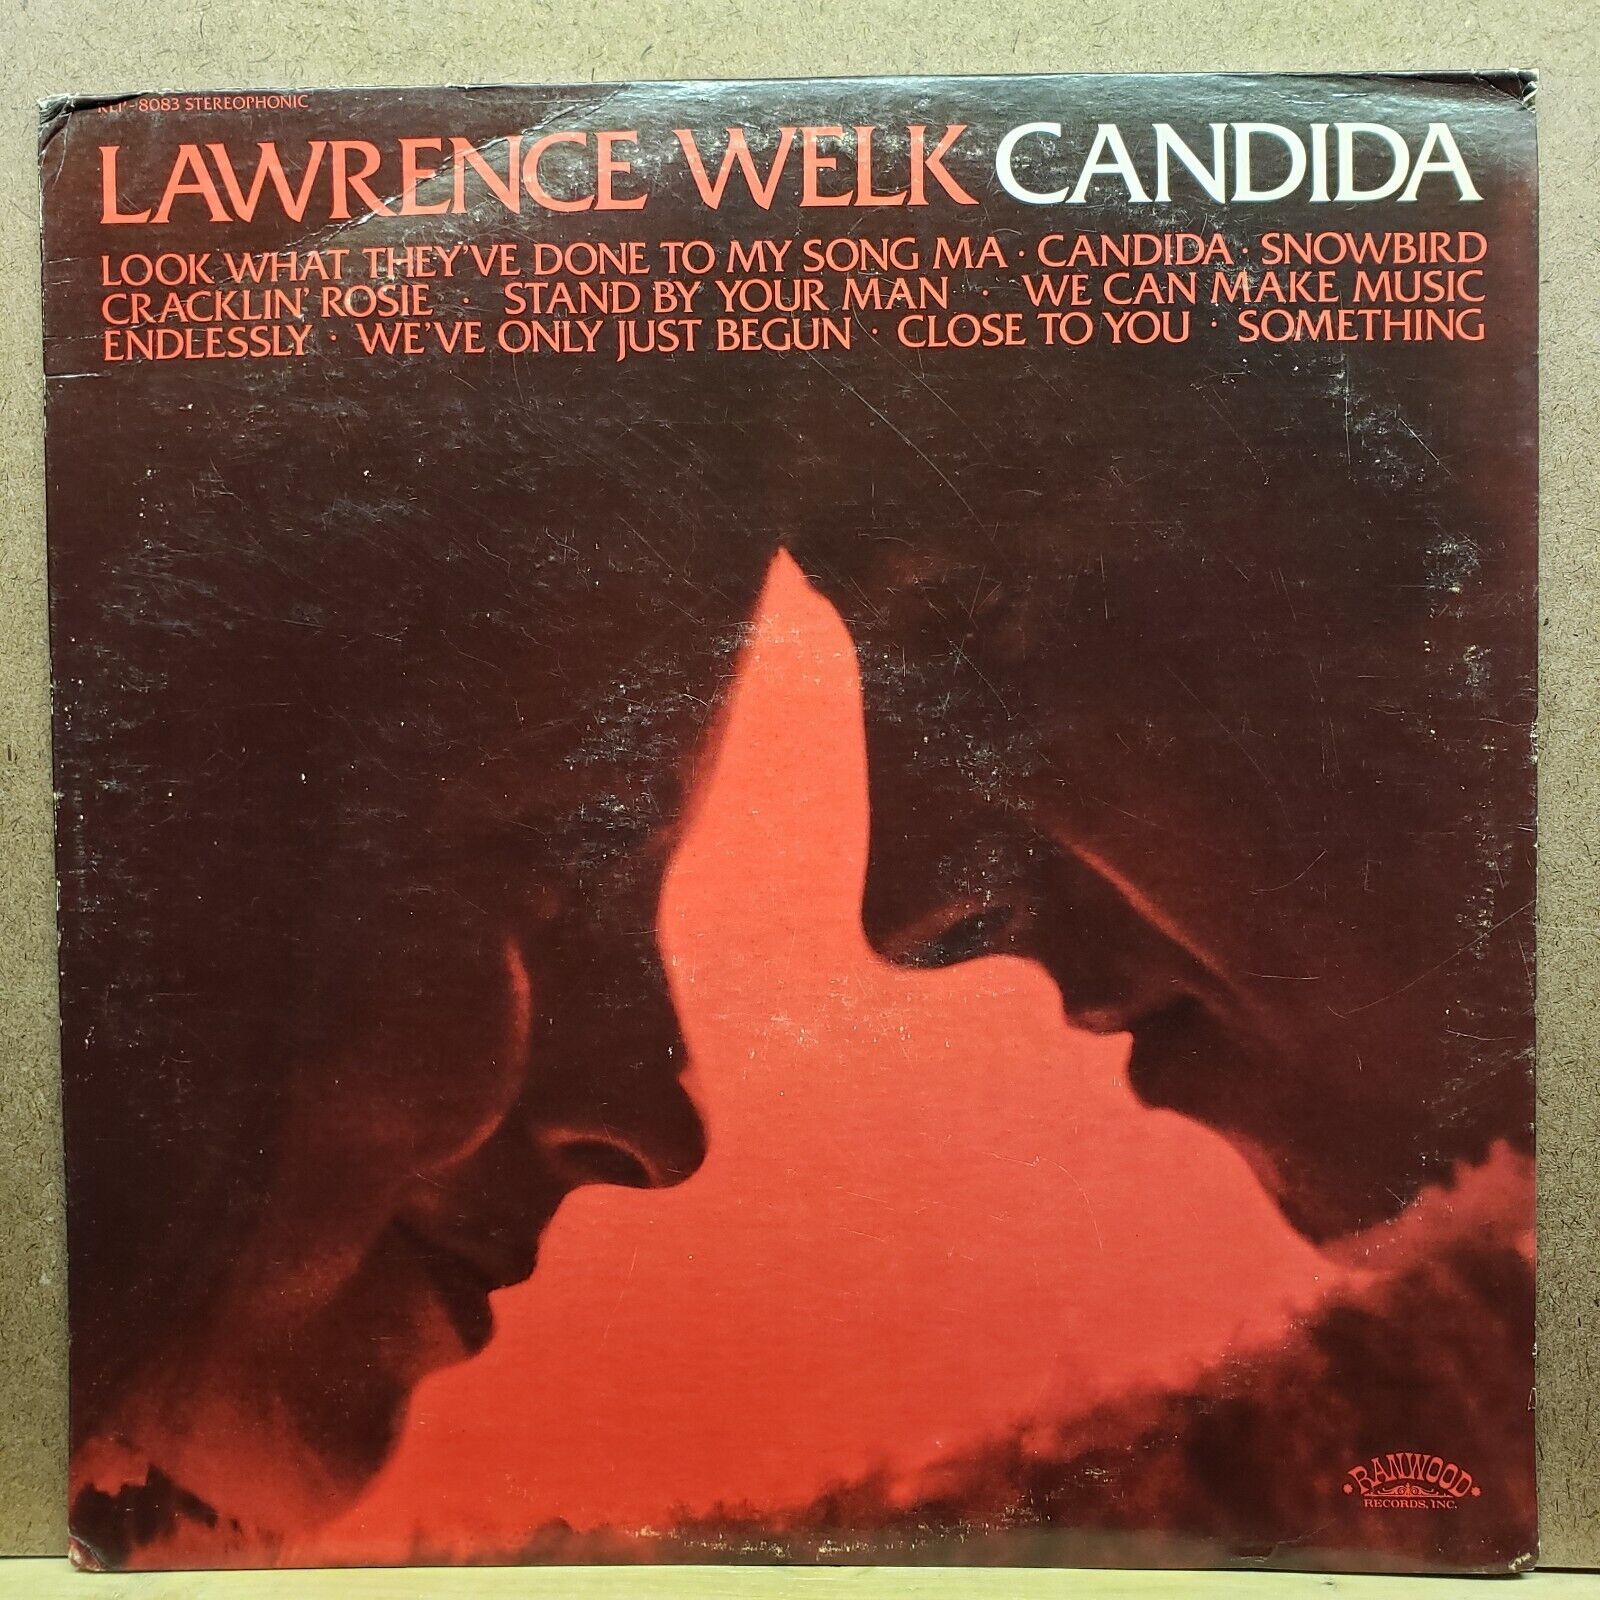 RLP-8083 STEREOPHONIC
LAWRENCE WELK CANDIDA
LOOK WHAT THEY'VE DONE TO MY SONG MA · CANDIDA · SNOWBIRD
CRACKLIN' ROSIE · STAND BY YOUR MAN · WE CAN MAKE MUSIC
ENDLESSLY · WE'VE ONLY JUST BEGUN · CLOSE TO YOU · SOMETHING
RANWOOD
RECORDS, INC.